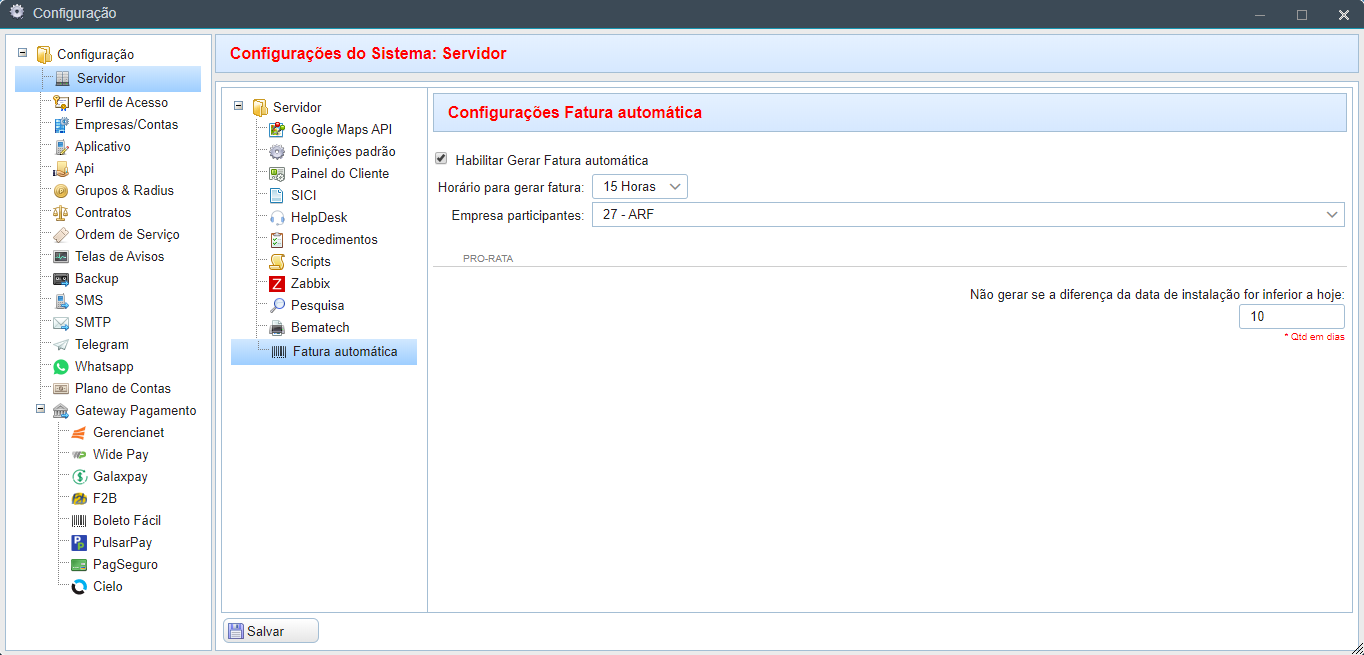 Configuração
Configuração
Servidor
Perfil de Acesso
Empresas/Contas
Aplicativo
Api
Grupos & Radius
Contratos
Ordem de Serviço
Telas de Avisos
Backup
SMS
SMTP
Telegram
Whatsapp
Plano de Contas
Gateway Pagamento
Gerencianet
Wide Pay
Galaxpay
F2B
Boleto Fácil
PulsarPay
PagSeguro
Cielo
Configurações do Sistema: Servidor
Servidor
Google Maps API
Definições padrão
Painel do Cliente
SICI
HelpDesk
Procedimentos
Scripts
Zabbix
Pesquisa
Bematech
Fatura automática
Configurações Fatura automática
Habilitar Gerar Fatura automática
Horário para gerar fatura: 15 Horas
Empresa participantes: 27 - ARF
PRO-RATA
Não gerar se a diferença da data de instalação for inferior a hoje:
10
* Qtd em dias
Salvar